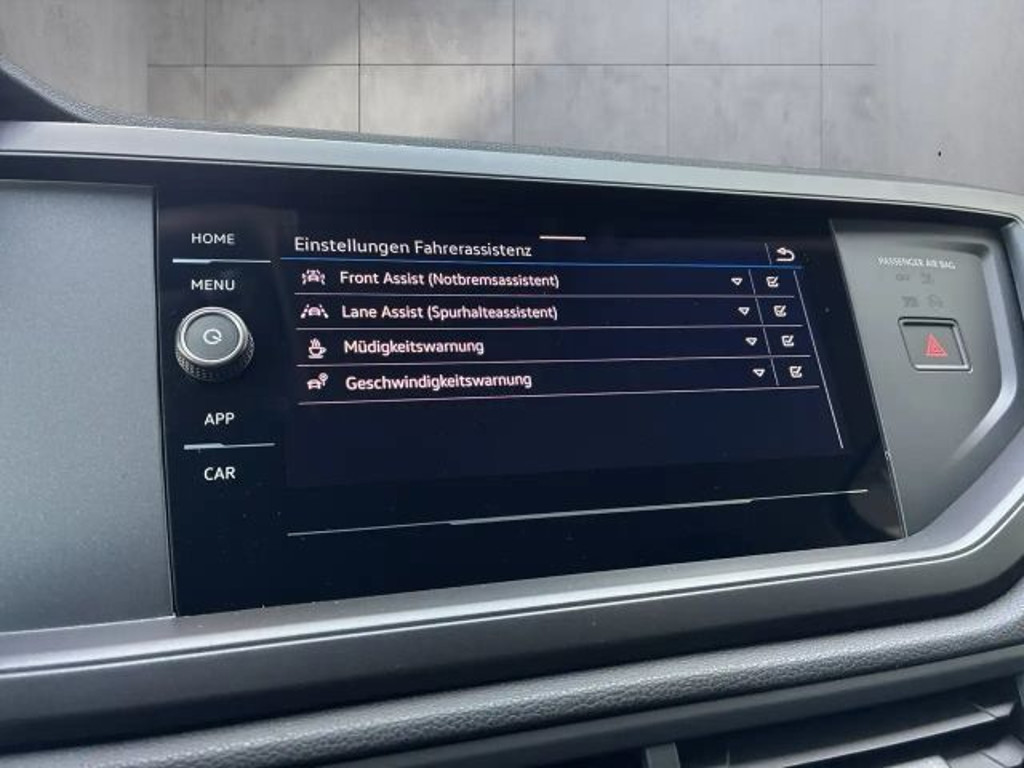 HOME
MENU
APP
CAR
Einstellungen Fahrerassistenz
Front Assist (Notbremsassistent)
Lane Assist (Spurhalteassistent)
Müdigkeitswarnung
Geschwindigkeitswarnung
PASSENGER AIR BAG